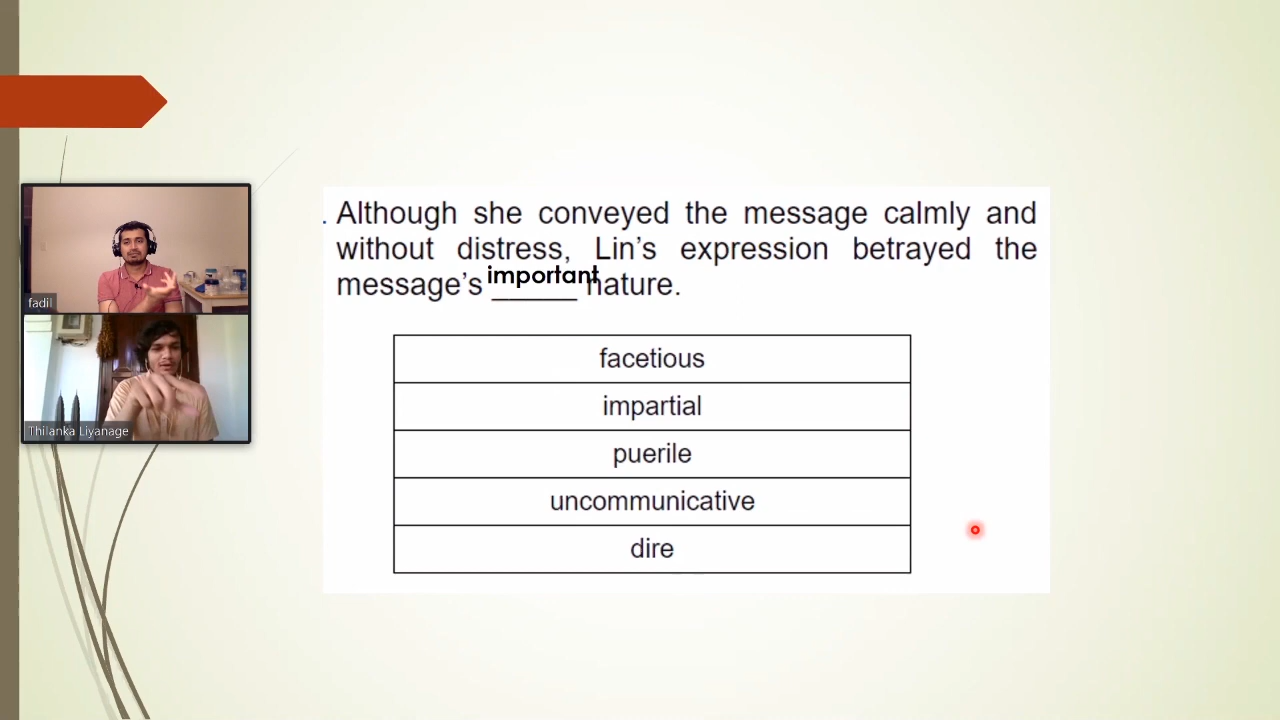 . Although she conveyed the message calmly and
without distress, Lin's expression betrayed the
important
message's ______ nature.
facetious
impartial
puerile
uncommunicative
dire
fadil
Thilanka Liyanage